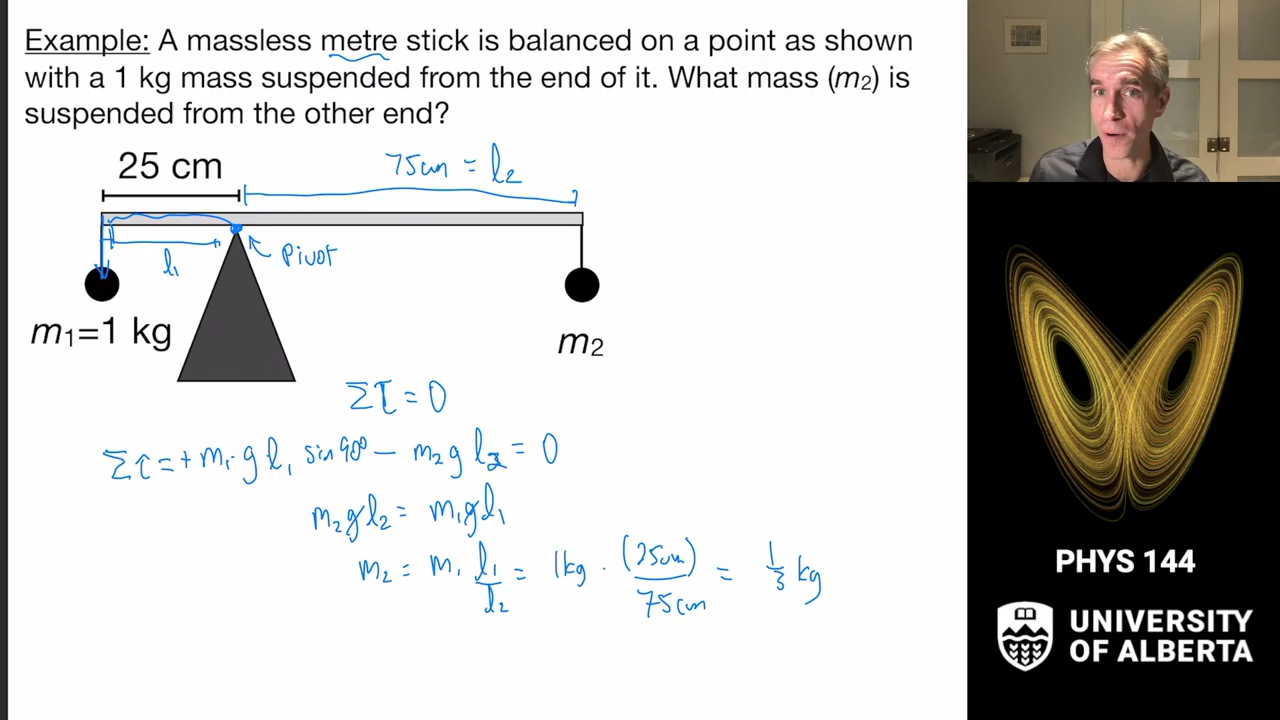 Example: A massless metre stick is balanced on a point as shown
with a 1 kg mass suspended from the end of it. What mass (m₂) is
suspended from the other end?
25 cm
75cm = l₂
l₁
Pivot
m₁=1 kg
m₂
Στ = 0
Στ = + m₁ g l₁ sin 90° − m₂ g l₂ = 0
m₂ g l₂ = m₁ g l₁
m₂ = m₁ l₁/l₂ = 1kg · (25cm)/75cm = 1/3 kg
PHYS 144
UNIVERSITY
OF ALBERTA